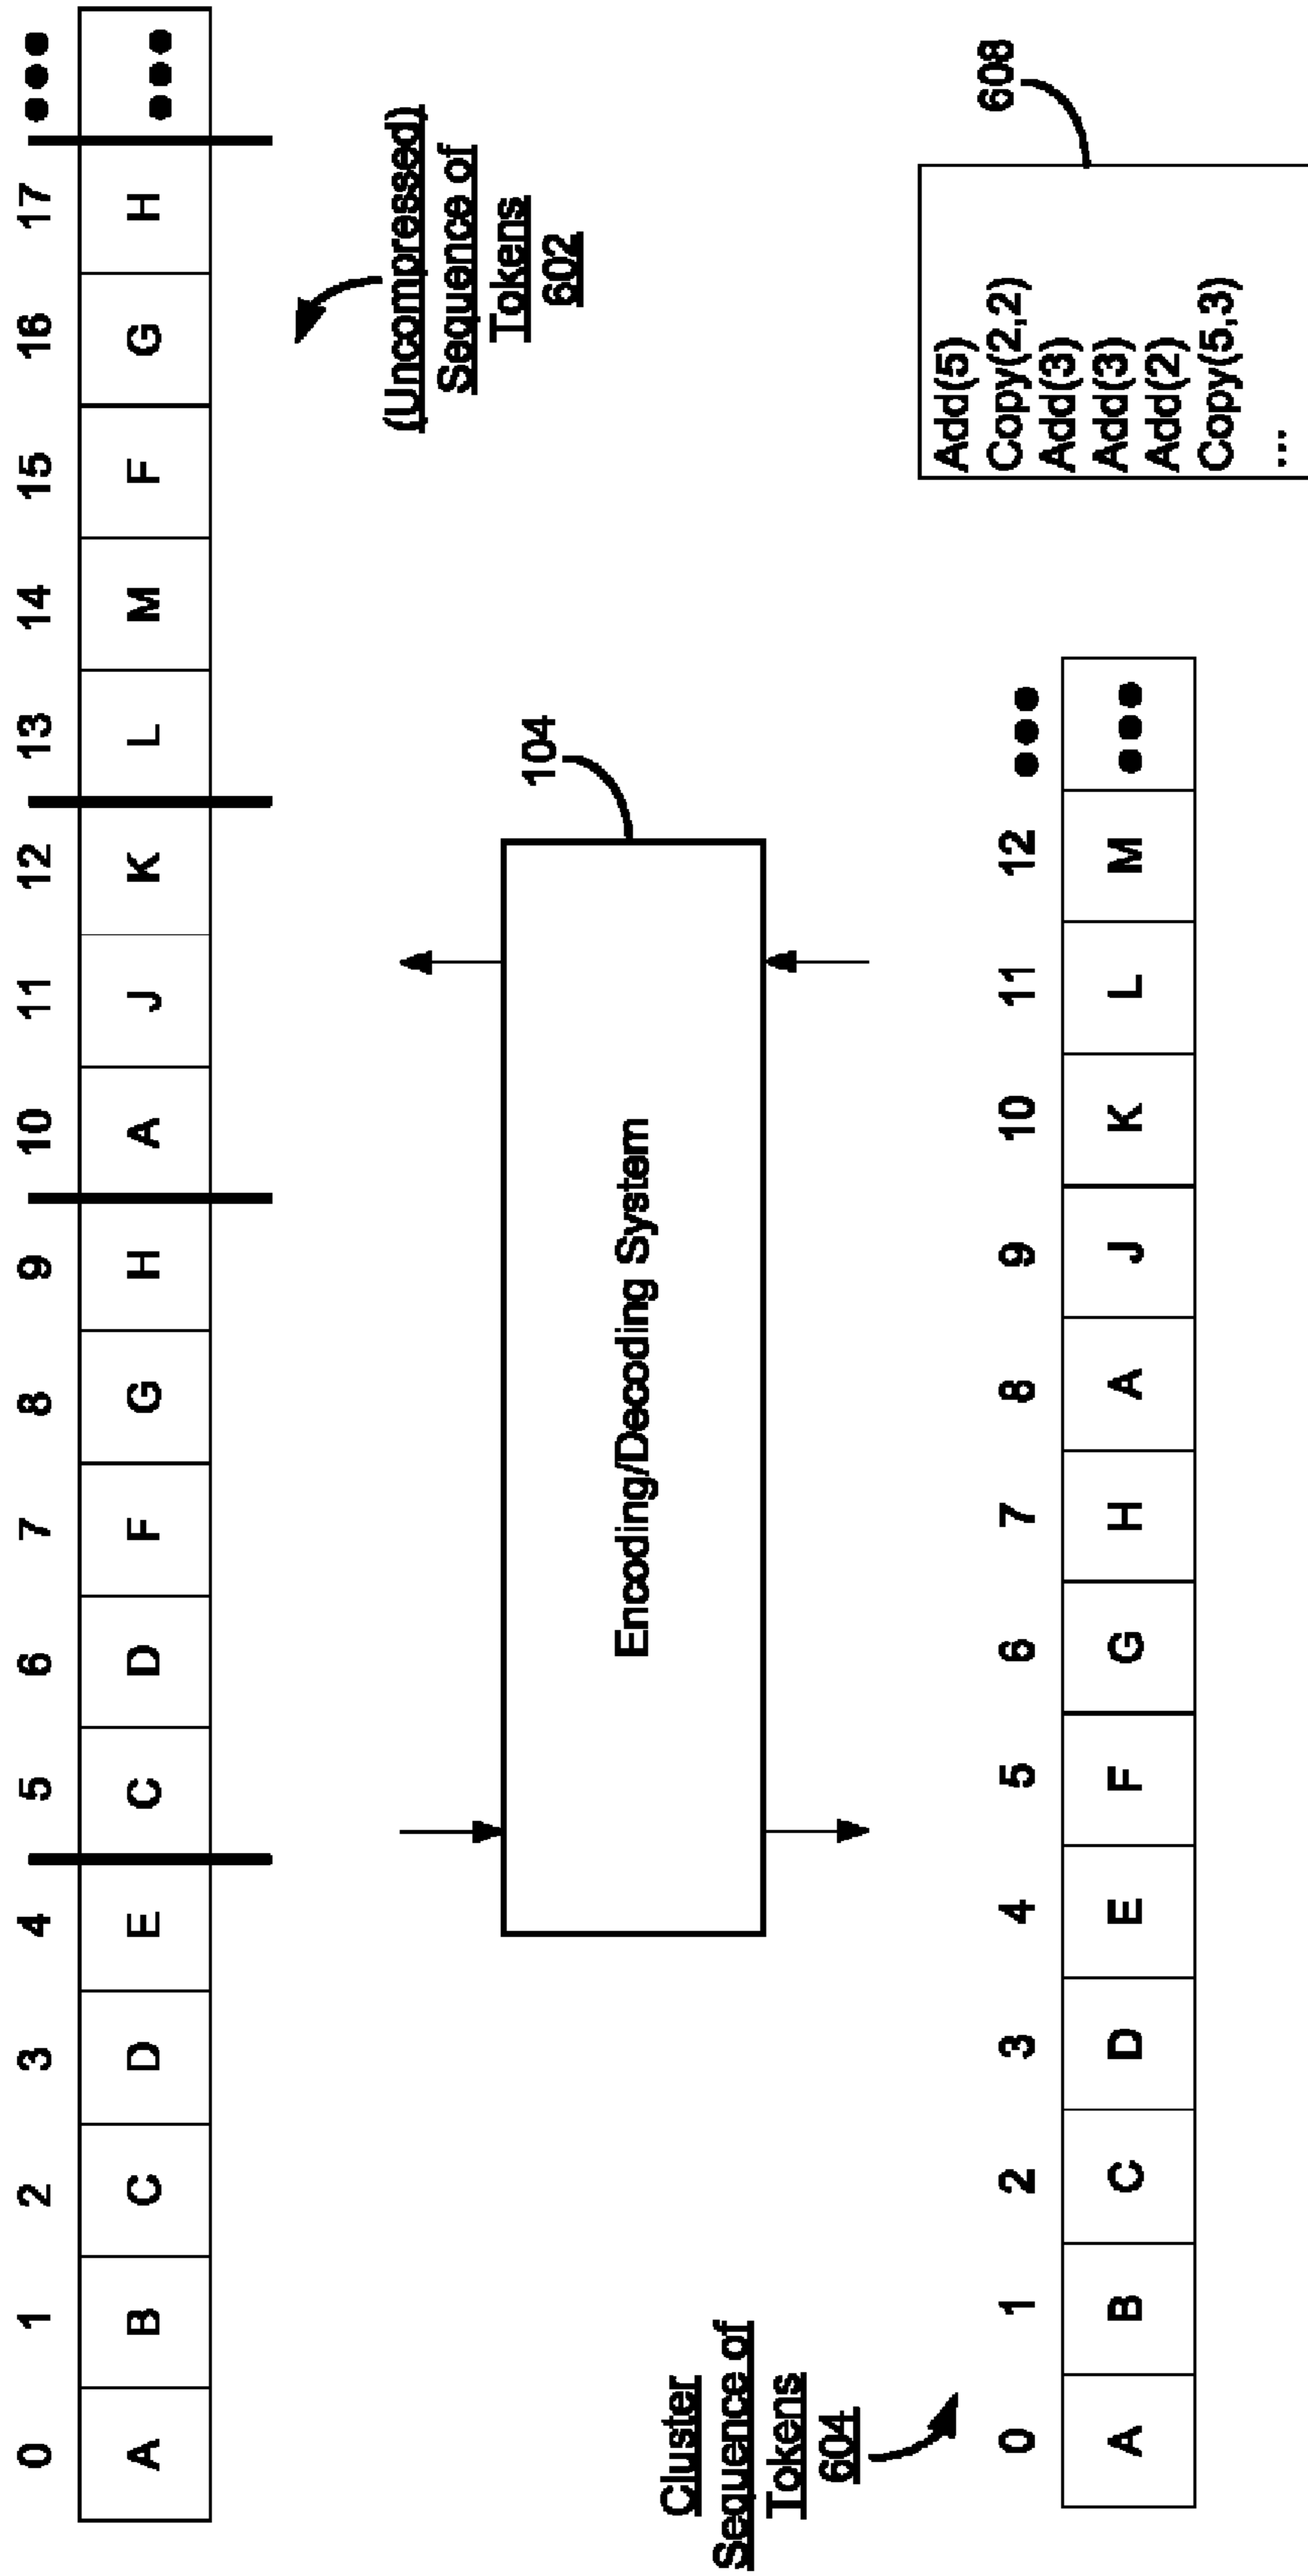 0 1 2 3 4 5 6 7 8 9 10 11 12 13 14 15 16 17 •••
A B C D E C D F G H A J K L M F G H •••
(Uncompressed)
Sequence of
Tokens
602
104
Encoding/Decoding System
Cluster
Sequence of
Tokens
604
0 1 2 3 4 5 6 7 8 9 10 11 12 •••
A B C D E F G H A J K L M •••
608
Add(5)
Copy(2,2)
Add(3)
Add(3)
Add(2)
Copy(5,3)
...